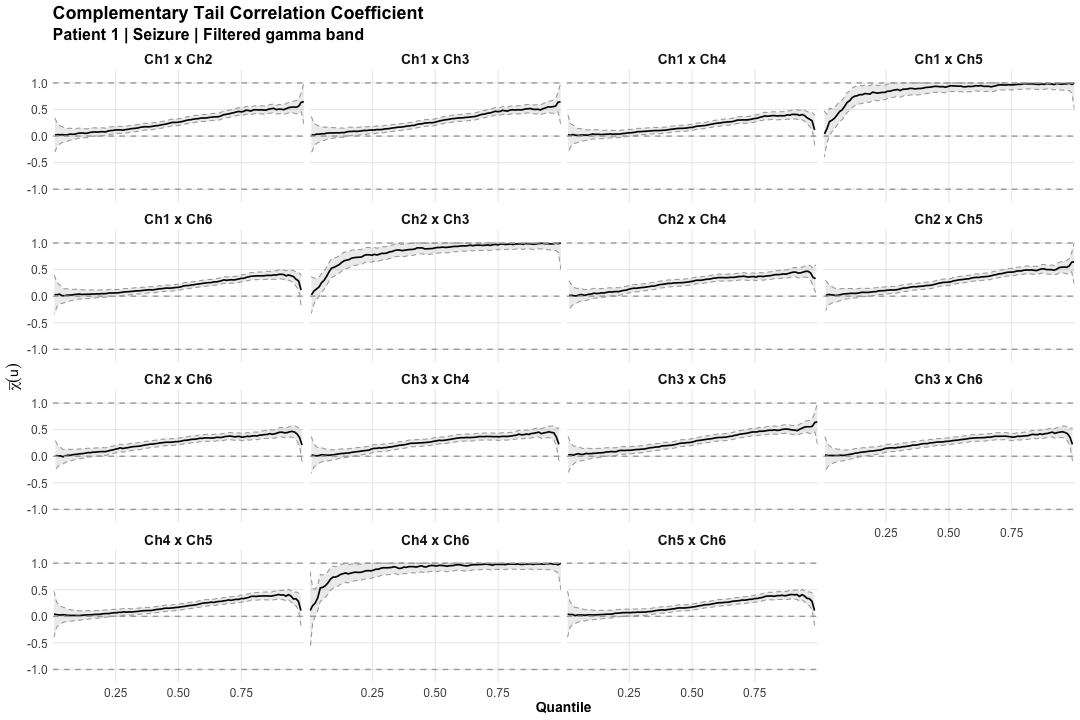 Complementary Tail Correlation Coefficient
Patient 1 | Seizure | Filtered gamma band
Ch1 x Ch2 Ch1 x Ch3 Ch1 x Ch4 Ch1 x Ch5
1.0
0.5
0.0
-0.5
-1.0
Ch1 x Ch6 Ch2 x Ch3 Ch2 x Ch4 Ch2 x Ch5
1.0
0.5
0.0
-0.5
-1.0
χ̅(u)
Ch2 x Ch6 Ch3 x Ch4 Ch3 x Ch5 Ch3 x Ch6
1.0
0.5
0.0
-0.5
-1.0
0.25 0.50 0.75
Ch4 x Ch5 Ch4 x Ch6 Ch5 x Ch6
1.0
0.5
0.0
-0.5
-1.0
0.25 0.50 0.75 0.25 0.50 0.75 0.25 0.50 0.75
Quantile